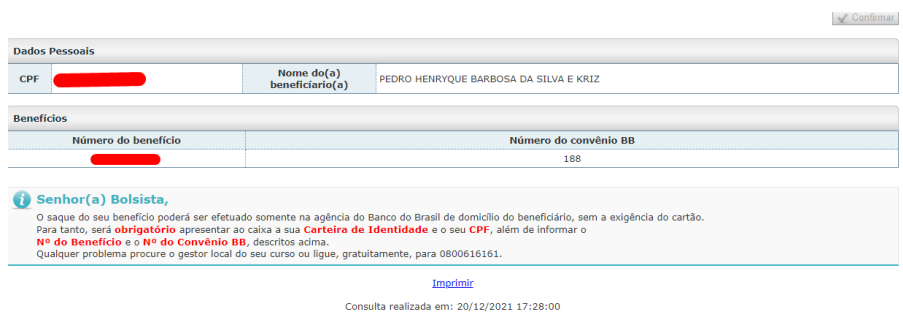 Confirmar
Dados Pessoais
CPF
Nome do(a)
beneficíario(a)
PEDRO HENRYQUE BARBOSA DA SILVA E KRIZ
Benefícios
Número do benefício Número do convênio BB
188
Senhor(a) Bolsista,
O saque do seu benefício poderá ser efetuado somente na agência do Banco do Brasil de domicílio do beneficiário, sem a exigência do cartão.
Para tanto, será obrigatório apresentar ao caixa a sua Carteira de Identidade e o seu CPF, além de informar o
Nº do Benefício e o Nº do Convênio BB, descritos acima.
Qualquer problema procure o gestor local do seu curso ou ligue, gratuitamente, para 0800616161.
Imprimir
Consulta realizada em: 20/12/2021 17:28:00